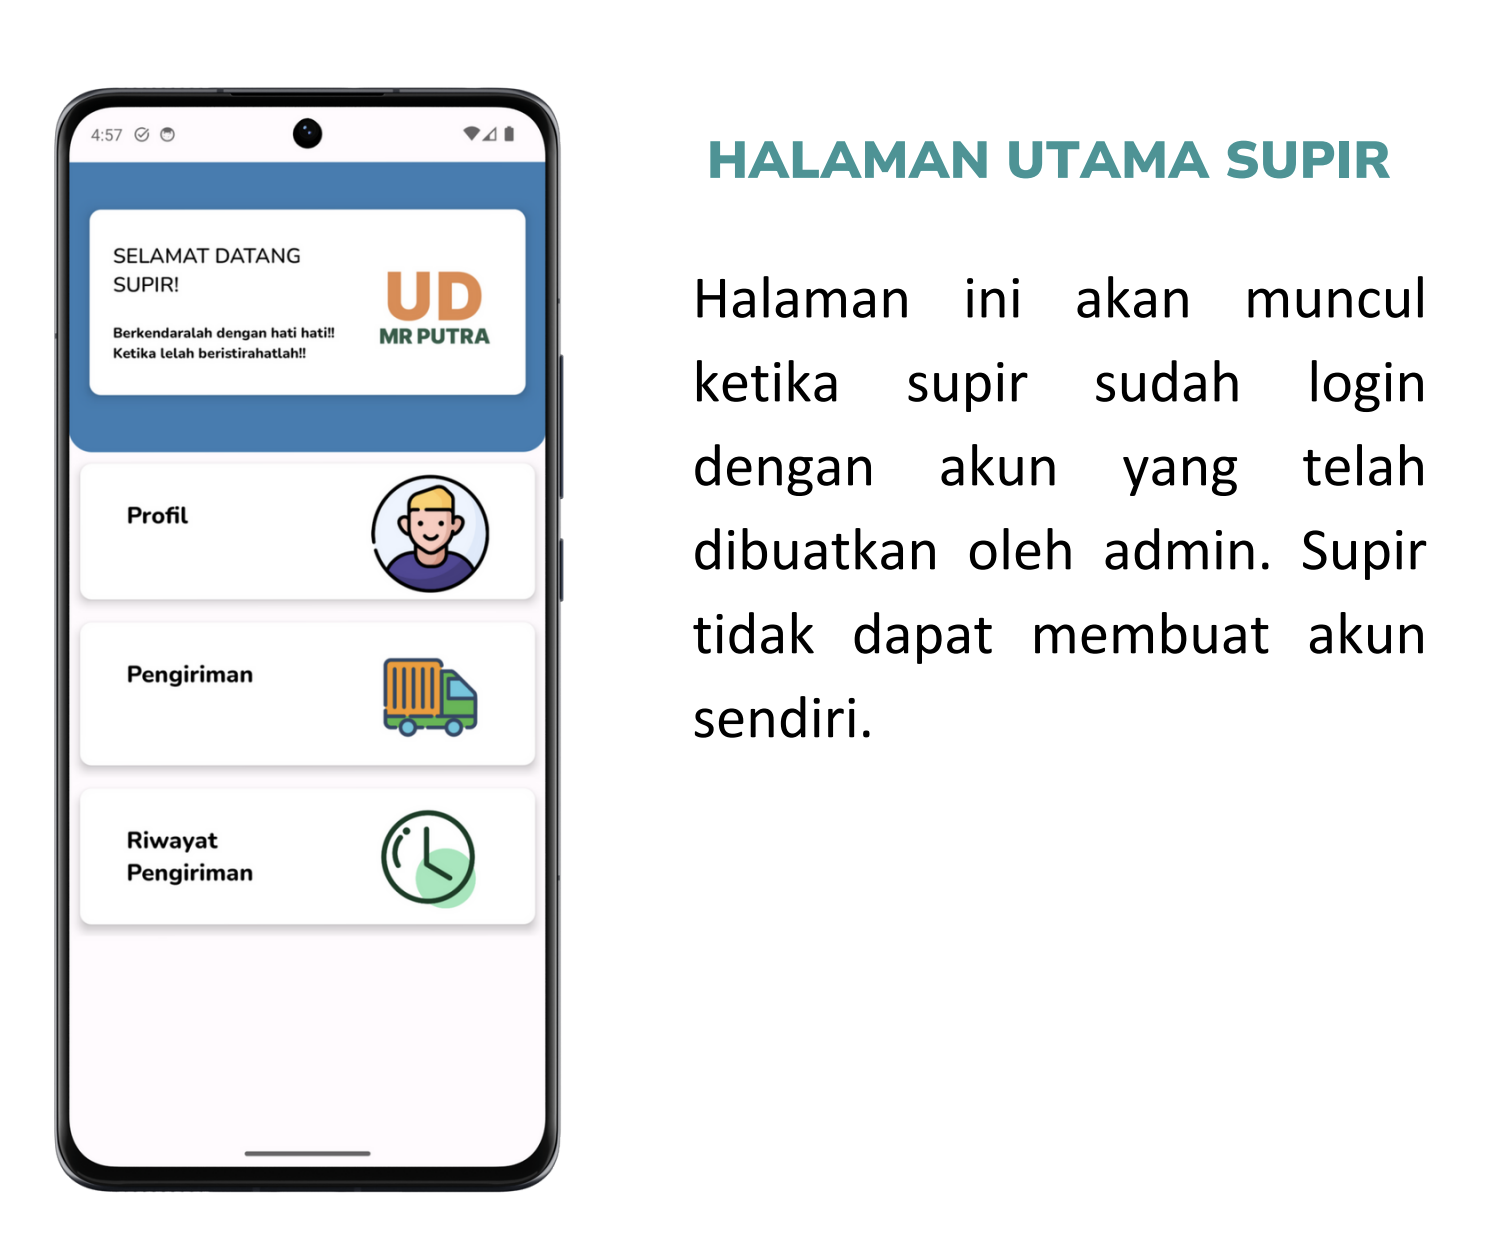 4:57
SELAMAT DATANG
SUPIR!
Berkendaralah dengan hati hati!!
Ketika lelah beristirahatlah!!
UD
MR PUTRA
Profil
Pengiriman
Riwayat
Pengiriman
HALAMAN UTAMA SUPIR
Halaman ini akan muncul
ketika supir sudah login
dengan akun yang telah
dibuatkan oleh admin. Supir
tidak dapat membuat akun
sendiri.